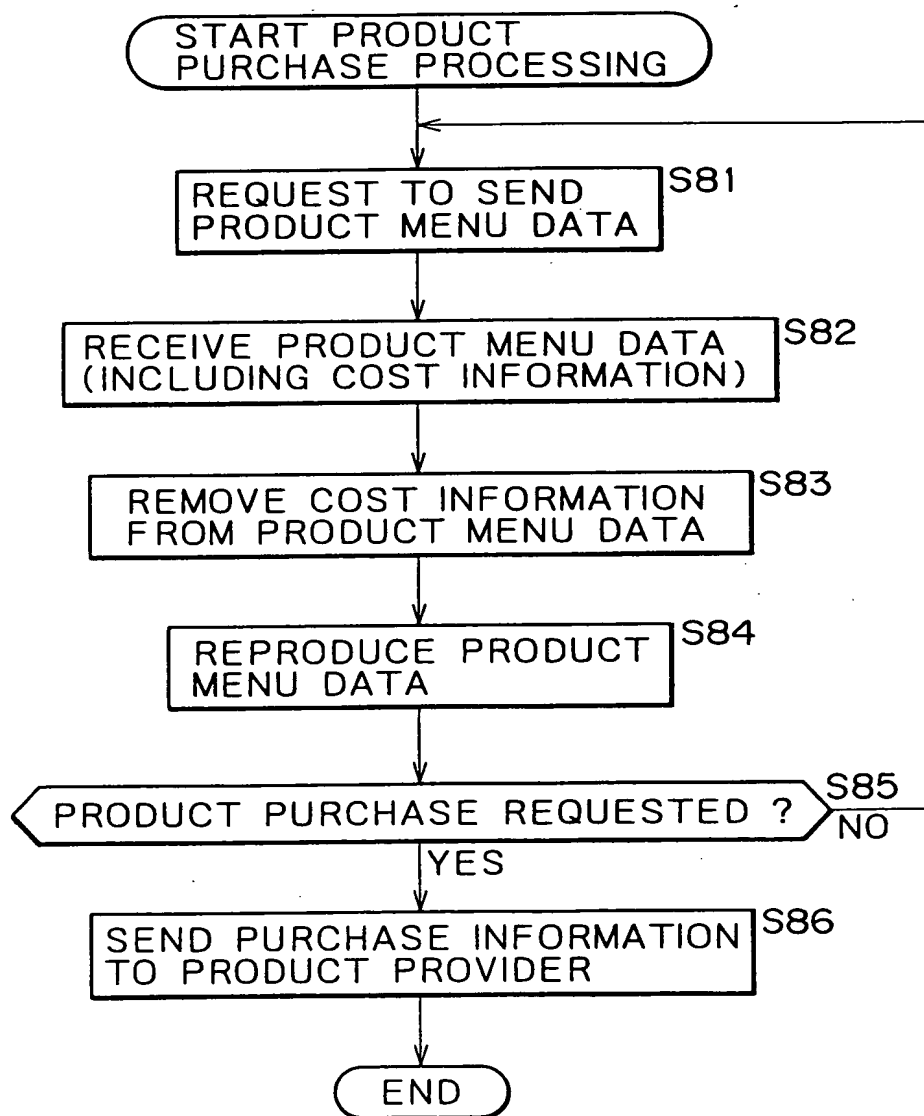 START PRODUCT
PURCHASE PROCESSING
REQUEST TO SEND
PRODUCT MENU DATA
S81
RECEIVE PRODUCT MENU DATA
(INCLUDING COST INFORMATION)
S82
REMOVE COST INFORMATION
FROM PRODUCT MENU DATA
S83
REPRODUCE PRODUCT
MENU DATA
S84
PRODUCT PURCHASE REQUESTED ?
S85
NO
YES
SEND PURCHASE INFORMATION
TO PRODUCT PROVIDER
S86
END